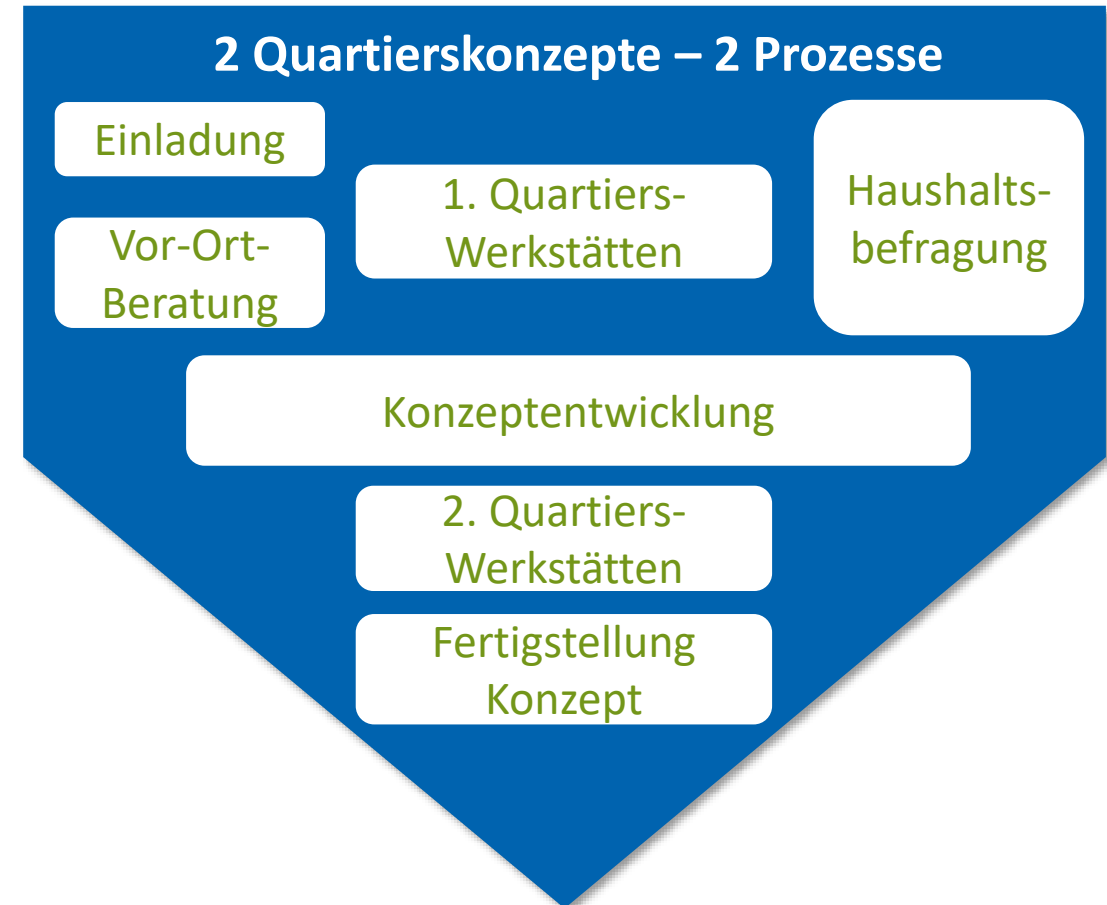 2 Quartierskonzepte – 2 Prozesse
Einladung
Vor-Ort-
Beratung
1. Quartiers-
Werkstätten
Haushalts-
befragung
Konzeptentwicklung
2. Quartiers-
Werkstätten
Fertigstellung
Konzept